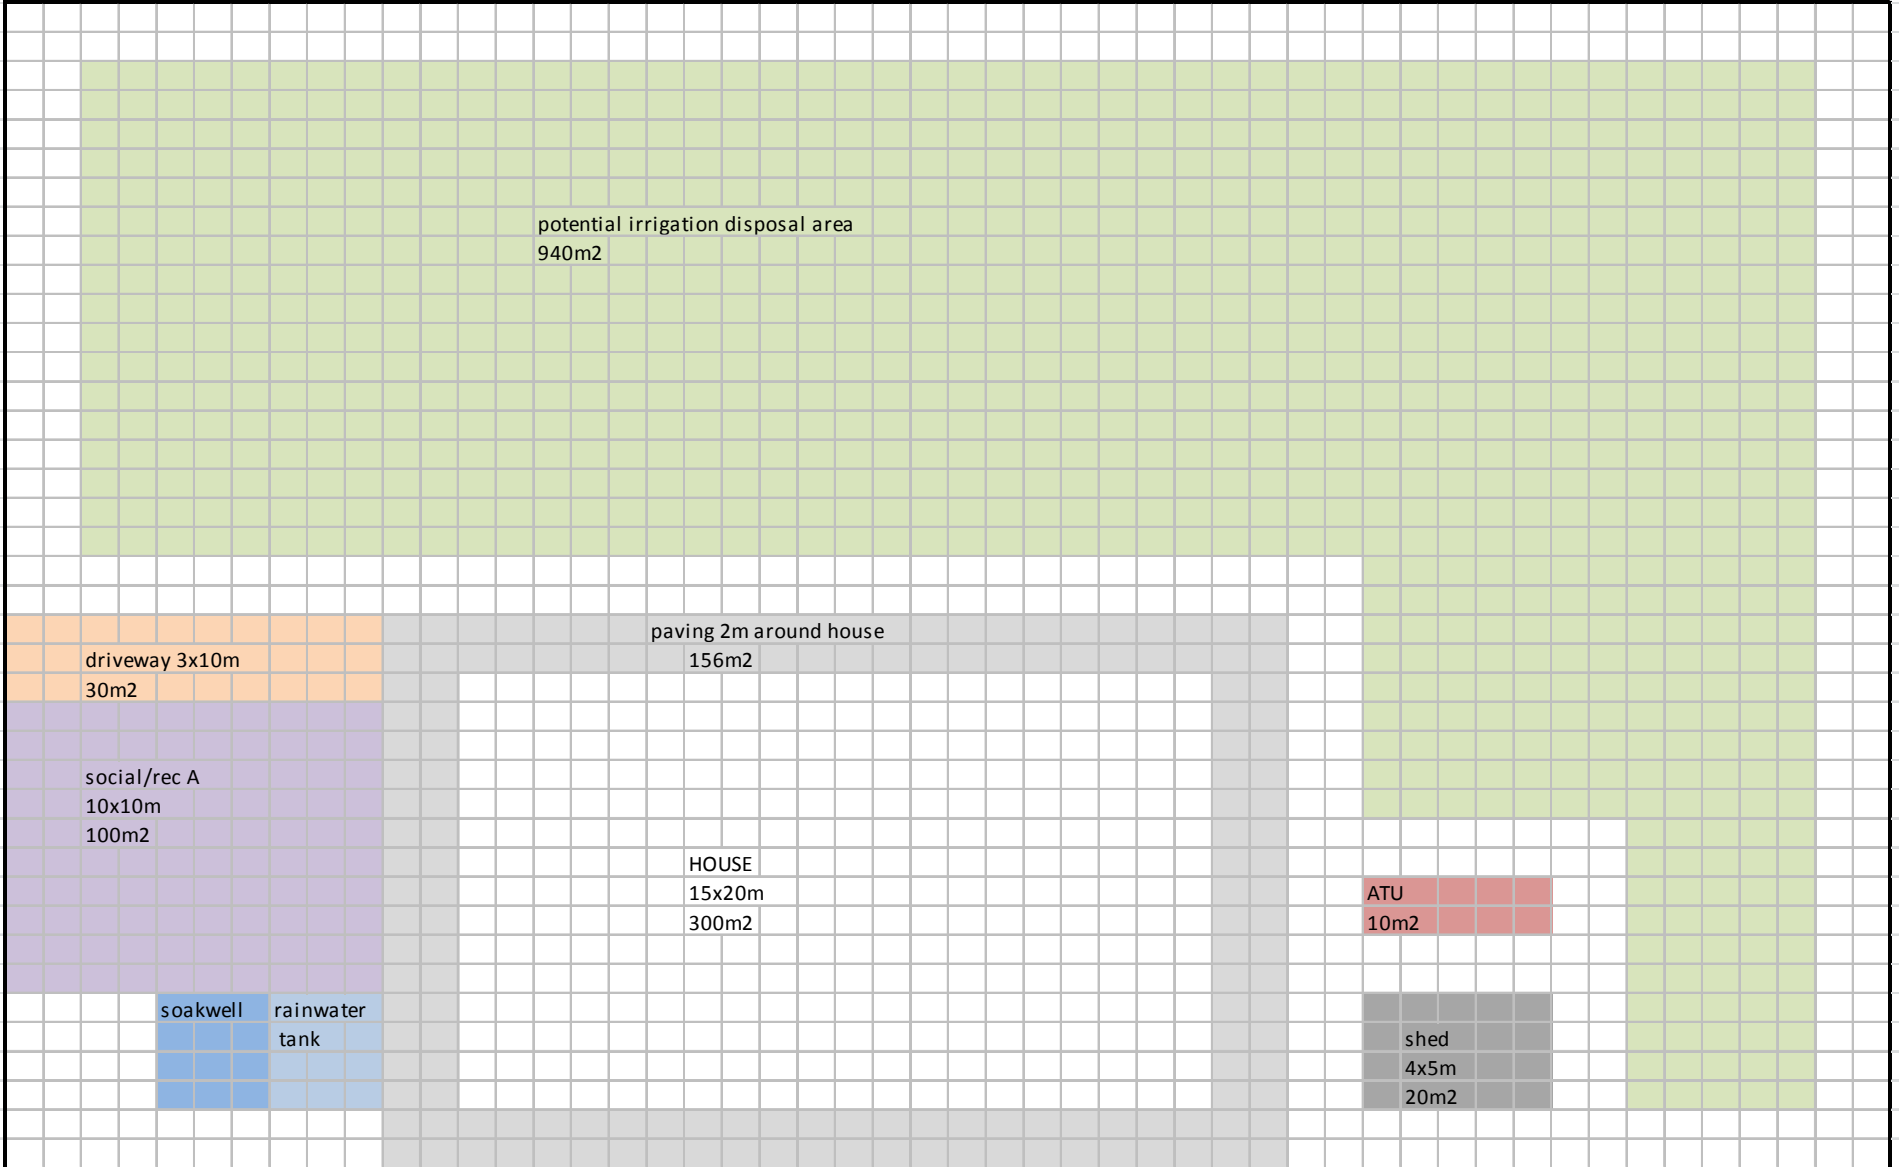 potential irrigation disposal area
940m2
paving 2m around house
156m2
driveway 3x10m
30m2
social/rec A
10x10m
100m2
HOUSE
15x20m
300m2
ATU
10m2
soakwell
rainwater
tank
shed
4x5m
20m2